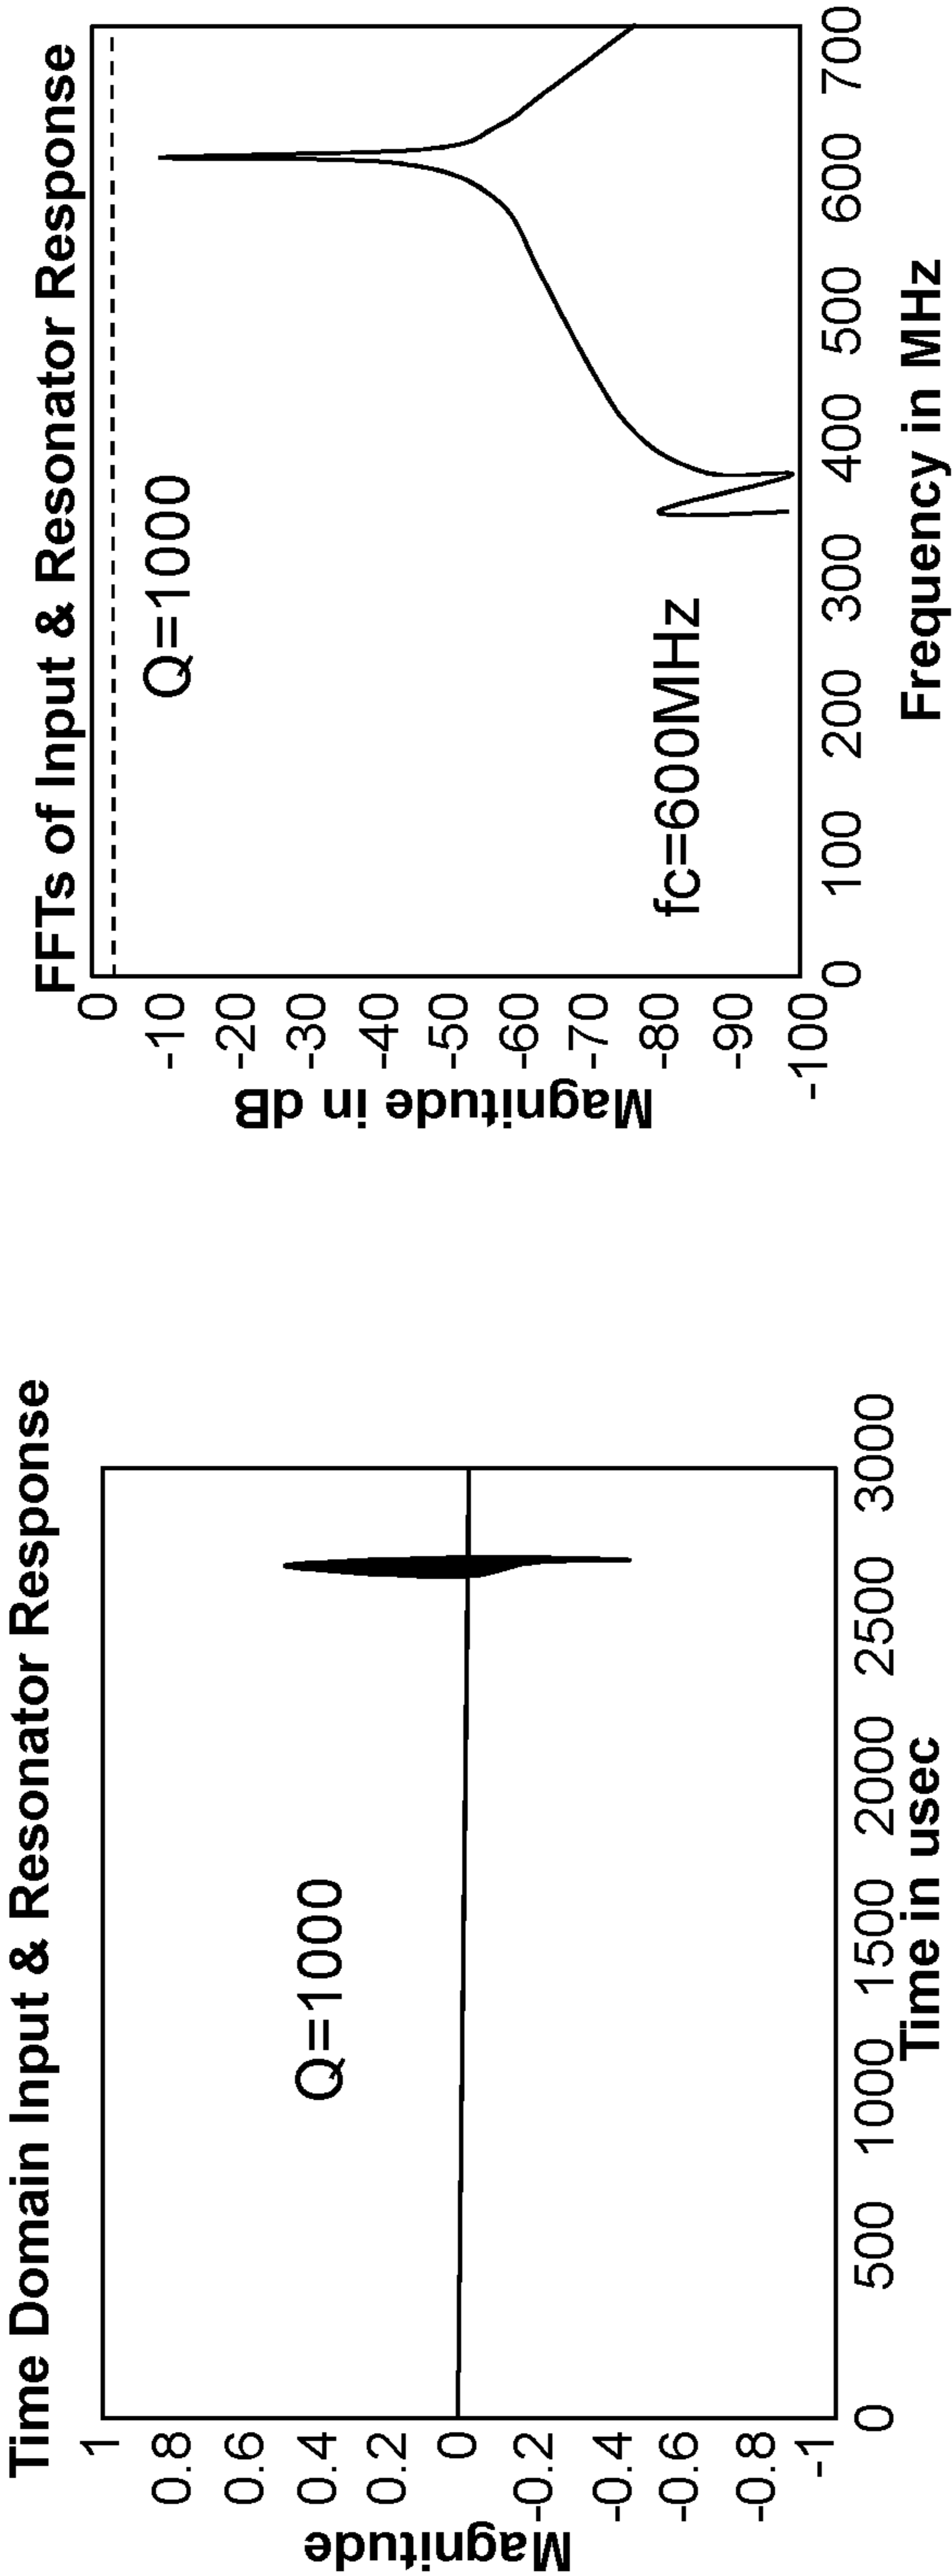 Time Domain Input & Resonator Response
Magnitude
1
0.8
0.6
0.4
0.2
0
-0.2
-0.4
-0.6
-0.8
-1
Q=1000
0 500 1000 1500 2000 2500 3000
Time in usec
FFTs of Input & Resonator Response
Magnitude in dB
0
-10
-20
-30
-40
-50
-60
-70
-80
-90
-100
Q=1000
fc=600MHz
0 100 200 300 400 500 600 700
Frequency in MHz